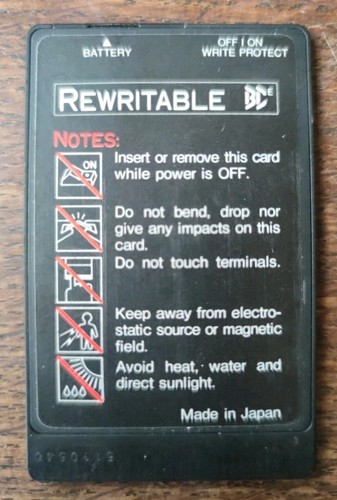 ▲ OFF / ON
BATTERY WRITE PROTECT
REWRITABLE
NOTES:
ON
Insert or remove this card
while power is OFF.
Do not bend, drop nor
give any impacts on this
card.
Do not touch terminals.
Keep away from electro-
static source or magnetic
field.
Avoid heat, water and
direct sunlight.
Made in Japan